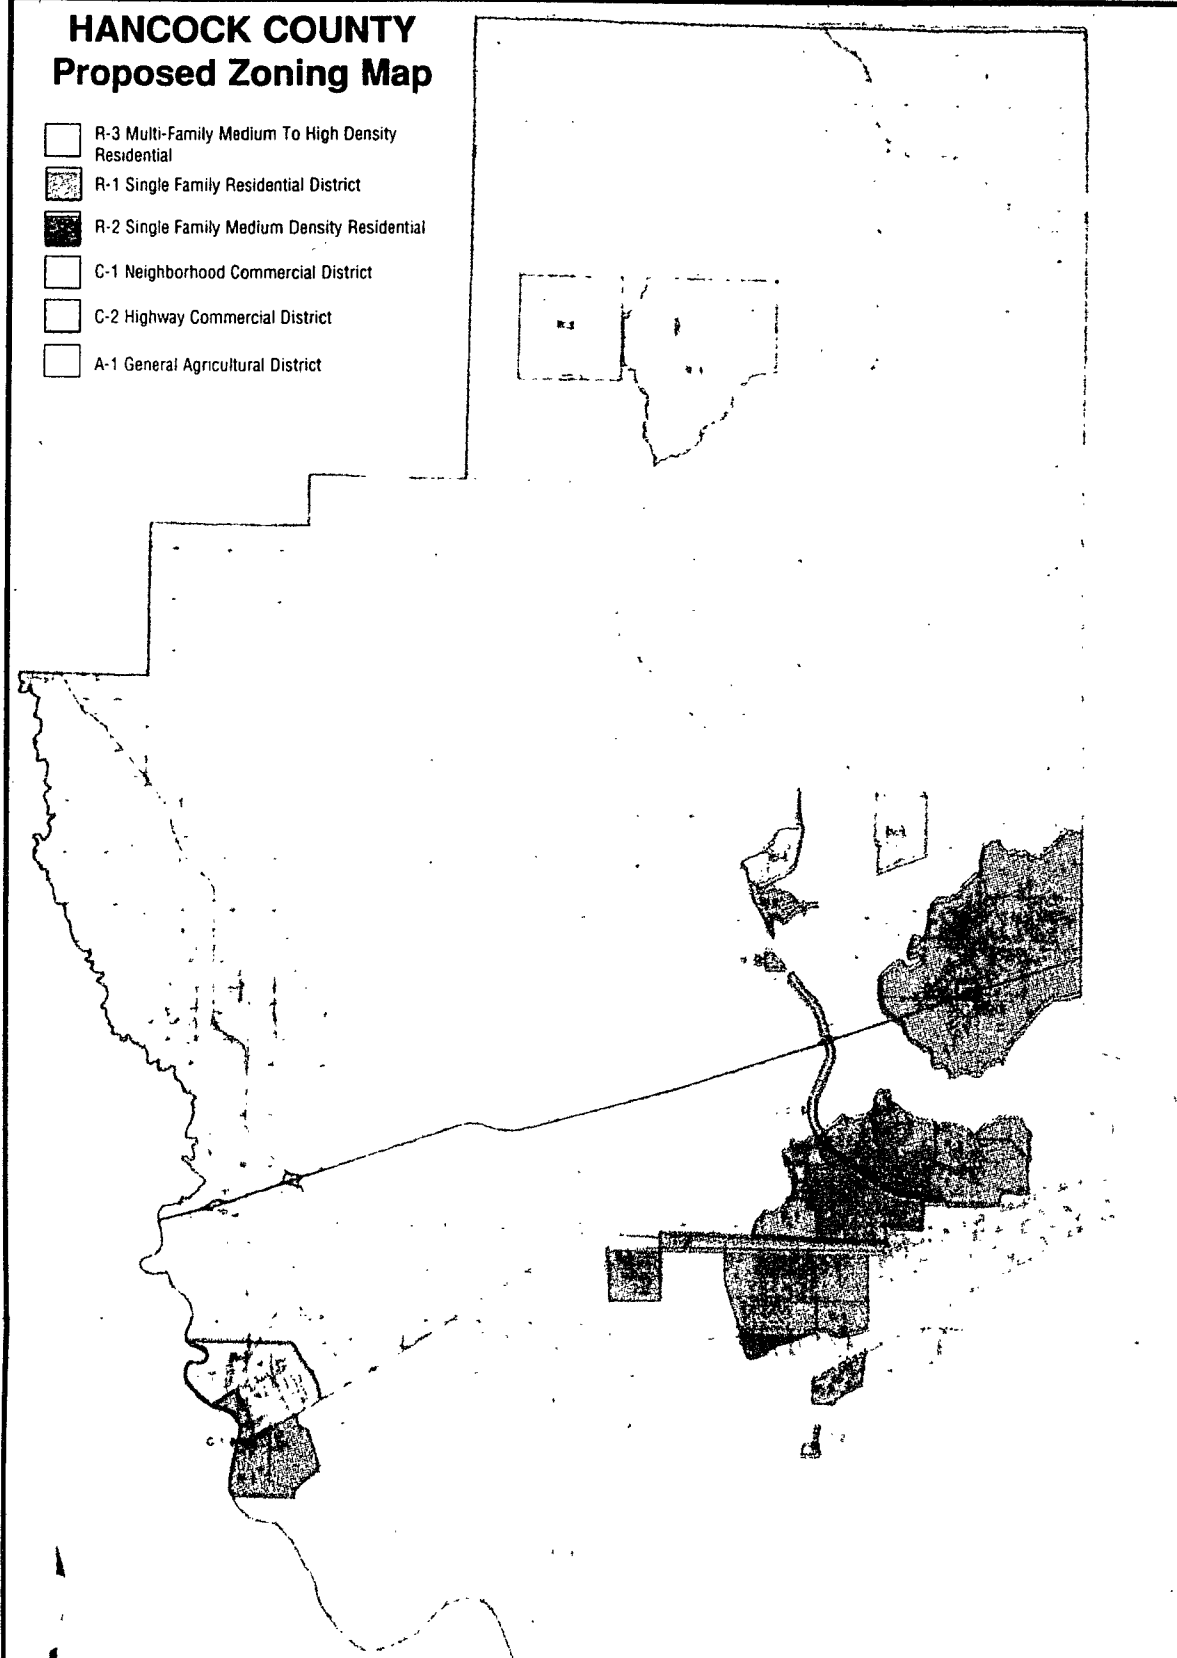 HANCOCK COUNTY
Proposed Zoning Map
R-3 Multi-Family Medium To High Density
Residential
R-1 Single Family Residential District
R-2 Single Family Medium Density Residential
C-1 Neighborhood Commercial District
C-2 Highway Commercial District
A-1 General Agricultural District